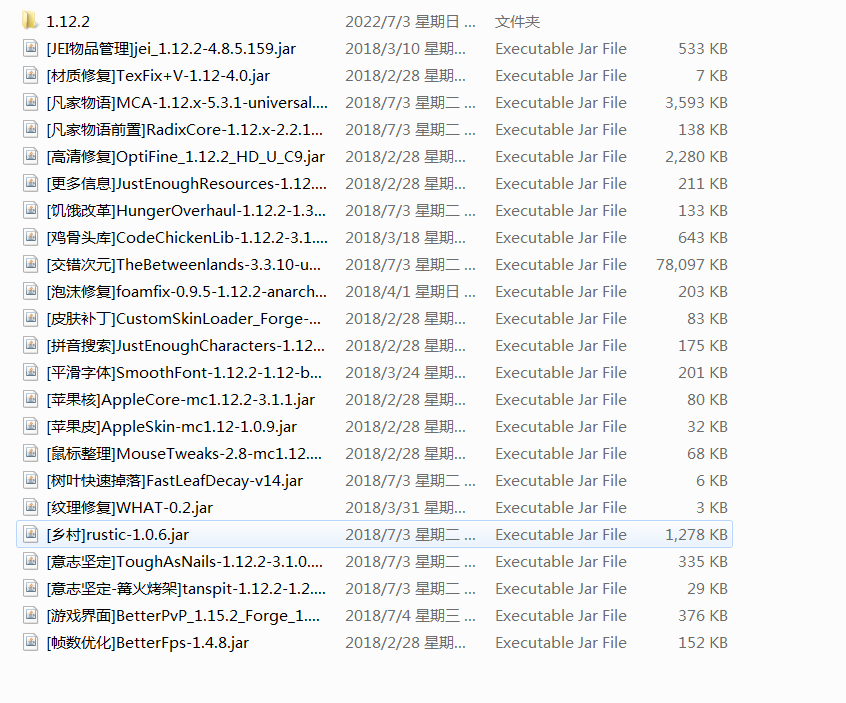 1.12.2 2022/7/3 星期日 ... 文件夹
[JEI物品管理]jei_1.12.2-4.8.5.159.jar 2018/3/10 星期... Executable Jar File 533 KB
[材质修复]TexFix+V-1.12-4.0.jar 2018/2/28 星期... Executable Jar File 7 KB
[凡家物语]MCA-1.12.x-5.3.1-universal.... 2018/7/3 星期二 ... Executable Jar File 3,593 KB
[凡家物语前置]RadixCore-1.12.x-2.2.1... 2018/7/3 星期二 ... Executable Jar File 138 KB
[高清修复]OptiFine_1.12.2_HD_U_C9.jar 2018/2/28 星期... Executable Jar File 2,280 KB
[更多信息]JustEnoughResources-1.12.... 2018/2/28 星期... Executable Jar File 211 KB
[饥饿改革]HungerOverhaul-1.12.2-1.3... 2018/7/3 星期二 ... Executable Jar File 133 KB
[鸡骨头库]CodeChickenLib-1.12.2-3.1.... 2018/3/18 星期... Executable Jar File 643 KB
[交错次元]TheBetweenlands-3.3.10-u... 2018/7/3 星期二 ... Executable Jar File 78,097 KB
[泡沫修复]foamfix-0.9.5-1.12.2-anarch... 2018/4/1 星期日 ... Executable Jar File 203 KB
[皮肤补丁]CustomSkinLoader_Forge-... 2018/2/28 星期... Executable Jar File 83 KB
[拼音搜索]JustEnoughCharacters-1.12... 2018/2/28 星期... Executable Jar File 175 KB
[平滑字体]SmoothFont-1.12.2-1.12-b... 2018/3/24 星期... Executable Jar File 201 KB
[苹果核]AppleCore-mc1.12.2-3.1.1.jar 2018/2/28 星期... Executable Jar File 80 KB
[苹果皮]AppleSkin-mc1.12-1.0.9.jar 2018/2/28 星期... Executable Jar File 32 KB
[鼠标整理]MouseTweaks-2.8-mc1.12.... 2018/2/28 星期... Executable Jar File 68 KB
[树叶快速掉落]FastLeafDecay-v14.jar 2018/7/3 星期二 ... Executable Jar File 6 KB
[纹理修复]WHAT-0.2.jar 2018/3/31 星期... Executable Jar File 3 KB
[乡村]rustic-1.0.6.jar 2018/7/3 星期二 ... Executable Jar File 1,278 KB
[意志坚定]ToughAsNails-1.12.2-3.1.0.... 2018/7/3 星期二 ... Executable Jar File 335 KB
[意志坚定-篝火烤架]tanspit-1.12.2-1.2.... 2018/7/3 星期二 ... Executable Jar File 29 KB
[游戏界面]BetterPvP_1.15.2_Forge_1.... 2018/7/4 星期三 ... Executable Jar File 376 KB
[帧数优化]BetterFps-1.4.8.jar 2018/2/28 星期... Executable Jar File 152 KB